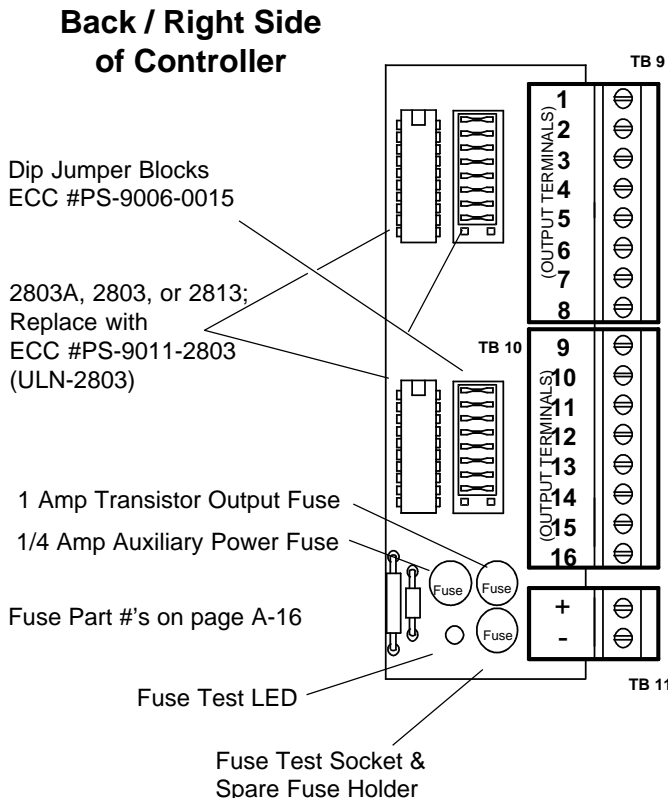 Back / Right Side
of Controller
TB 9
1
2
3
4
5
6
7
8
(OUTPUT TERMINALS)
Dip Jumper Blocks
ECC #PS-9006-0015
2803A, 2803, or 2813;
Replace with
ECC #PS-9011-2803
(ULN-2803)
TB 10
9
10
11
12
13
14
15
16
(OUTPUT TERMINALS)
1 Amp Transistor Output Fuse
1/4 Amp Auxiliary Power Fuse
Fuse
Fuse
Fuse
Fuse Part #'s on page A-16
+
-
TB 11
Fuse Test LED
Fuse Test Socket &
Spare Fuse Holder